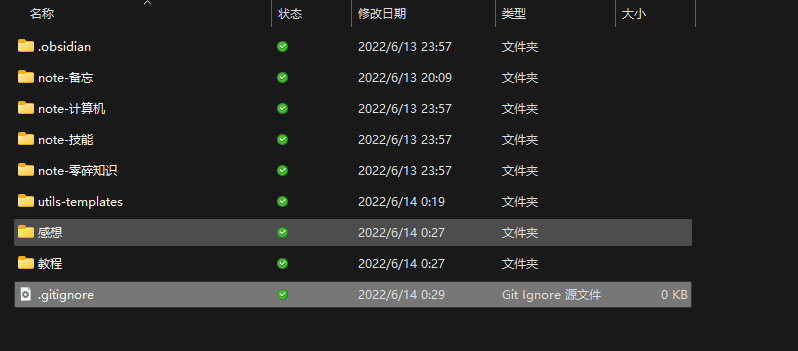 名称 状态 修改日期 类型 大小
.obsidian 2022/6/13 23:57 文件夹
note-备忘 2022/6/13 20:09 文件夹
note-计算机 2022/6/13 23:57 文件夹
note-技能 2022/6/13 23:57 文件夹
note-零碎知识 2022/6/13 23:57 文件夹
utils-templates 2022/6/14 0:19 文件夹
感想 2022/6/14 0:27 文件夹
教程 2022/6/14 0:27 文件夹
.gitignore 2022/6/14 0:29 Git Ignore 源文件 0 KB